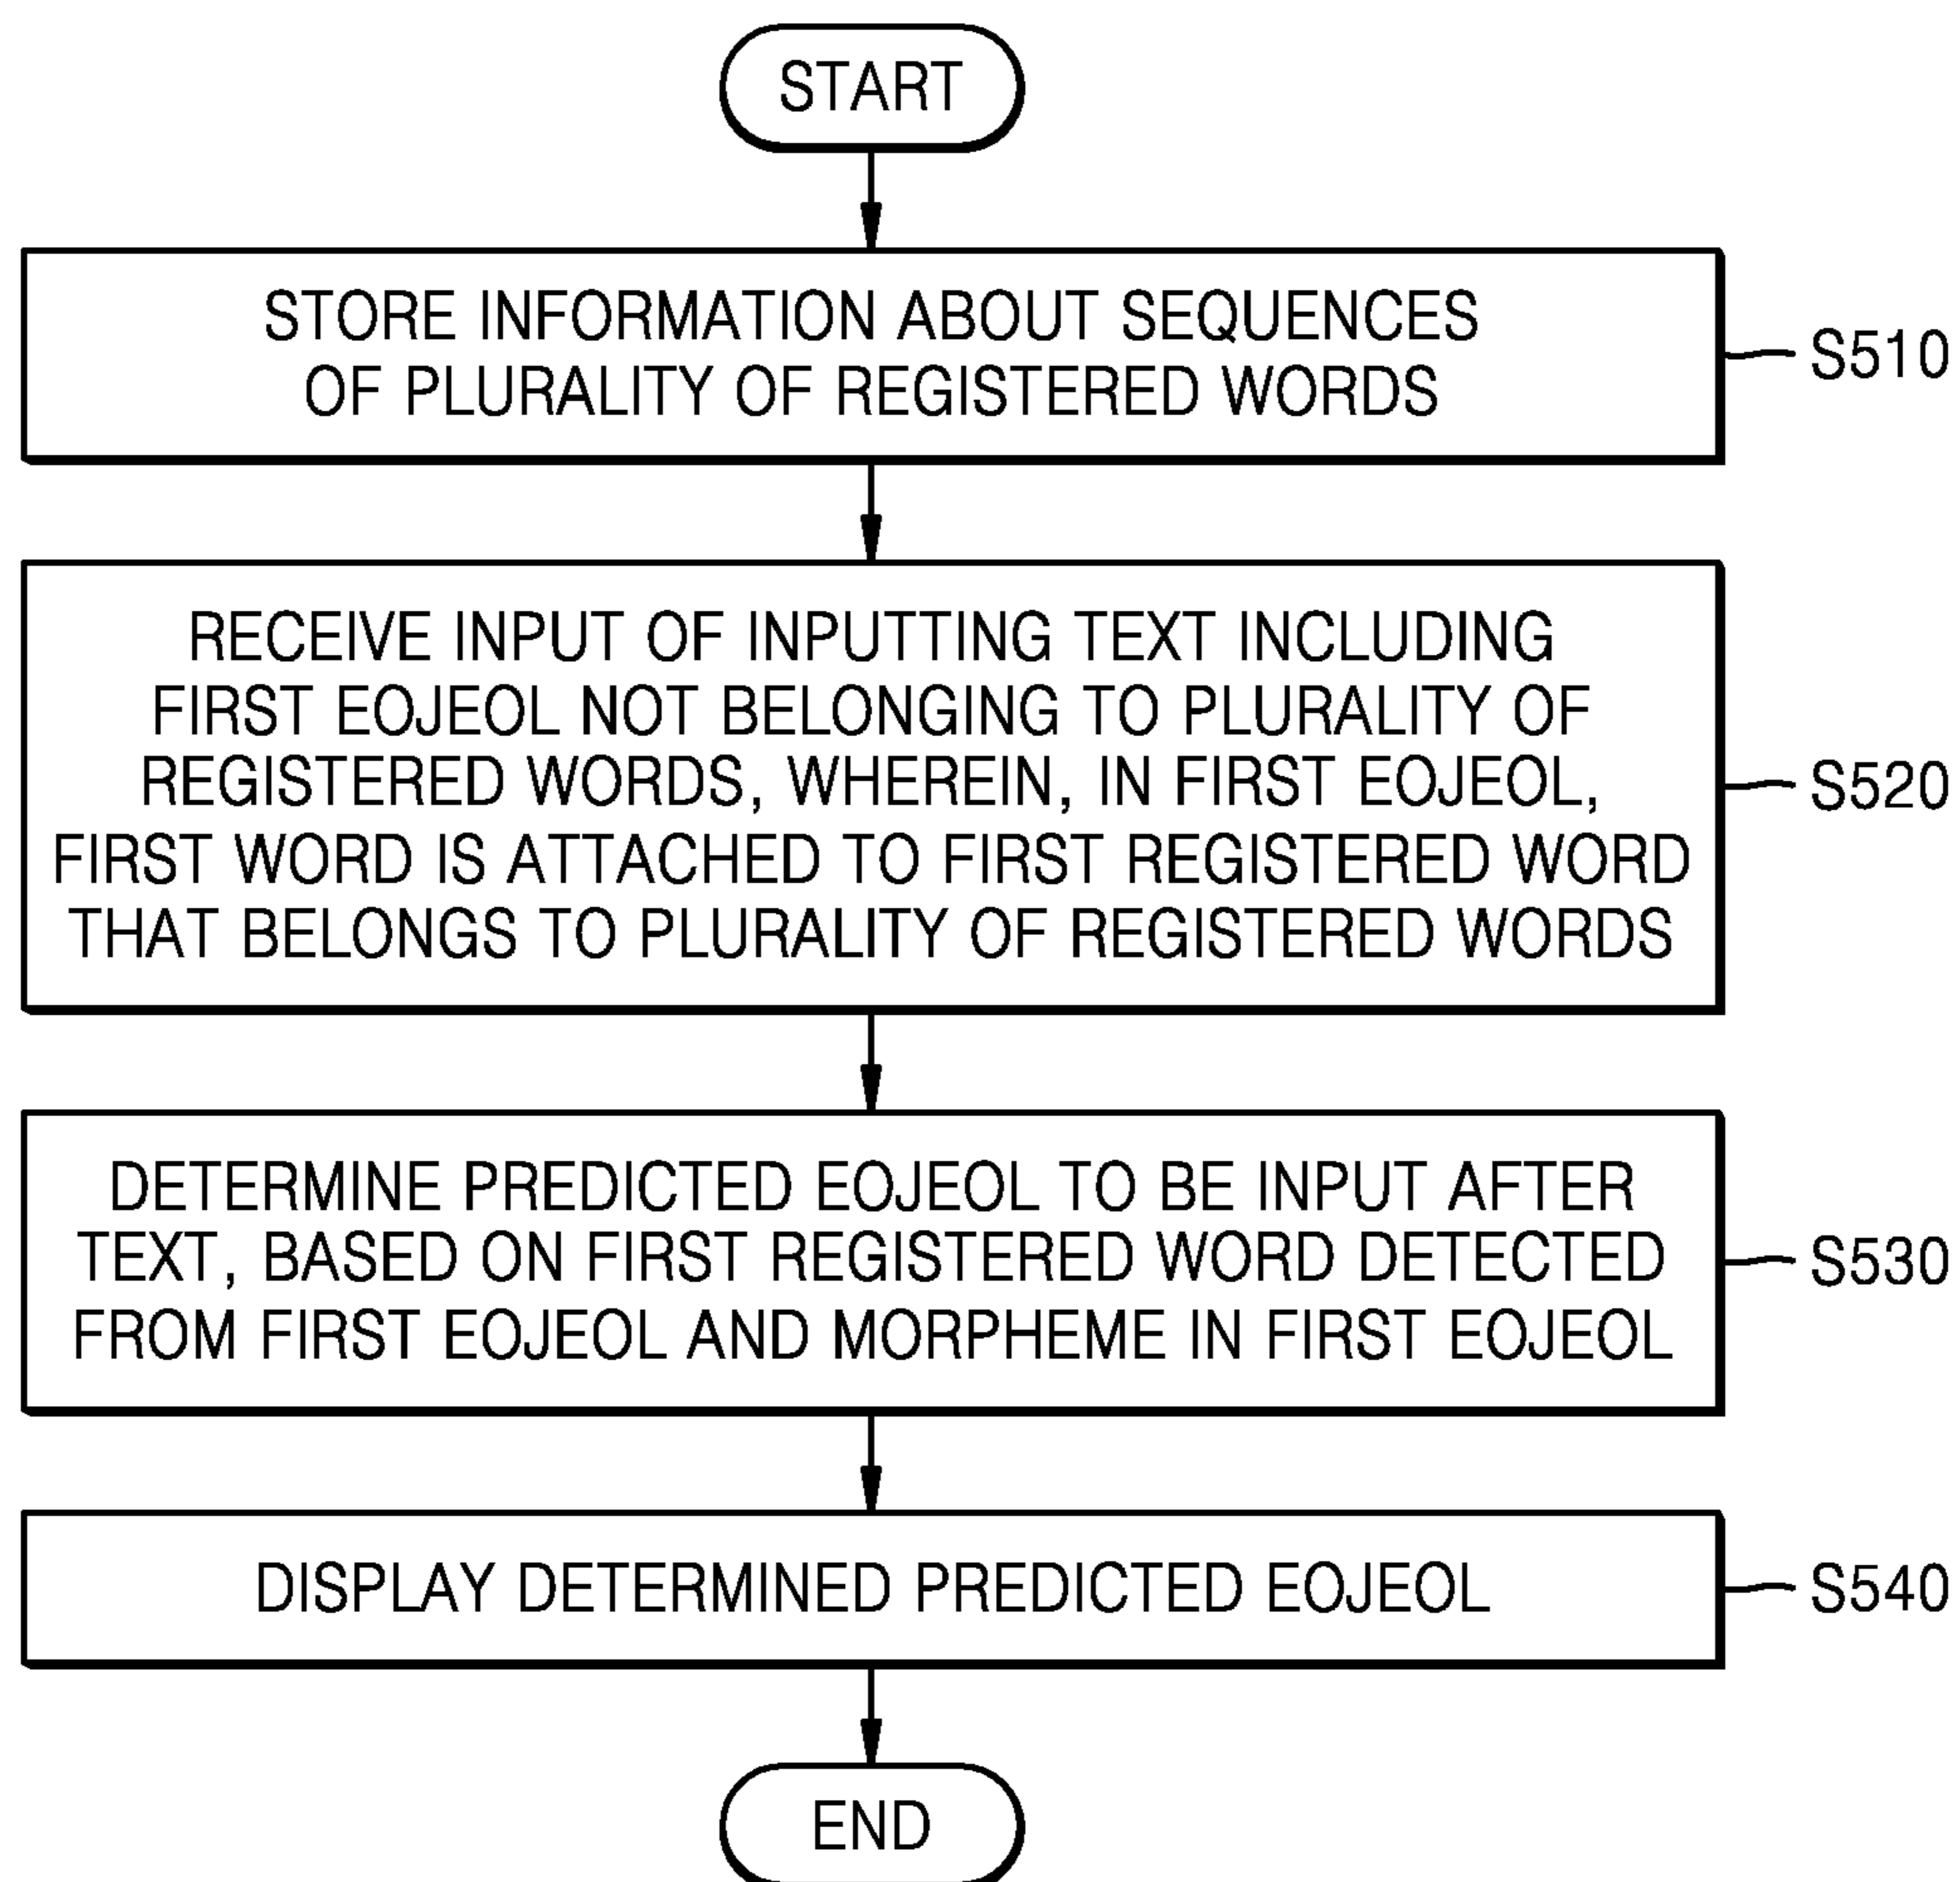 START
STORE INFORMATION ABOUT SEQUENCES
OF PLURALITY OF REGISTERED WORDS
S510
RECEIVE INPUT OF INPUTTING TEXT INCLUDING
FIRST EOJEOL NOT BELONGING TO PLURALITY OF
REGISTERED WORDS, WHEREIN, IN FIRST EOJEOL,
FIRST WORD IS ATTACHED TO FIRST REGISTERED WORD
THAT BELONGS TO PLURALITY OF REGISTERED WORDS
S520
DETERMINE PREDICTED EOJEOL TO BE INPUT AFTER
TEXT, BASED ON FIRST REGISTERED WORD DETECTED
FROM FIRST EOJEOL AND MORPHEME IN FIRST EOJEOL
S530
DISPLAY DETERMINED PREDICTED EOJEOL
S540
END